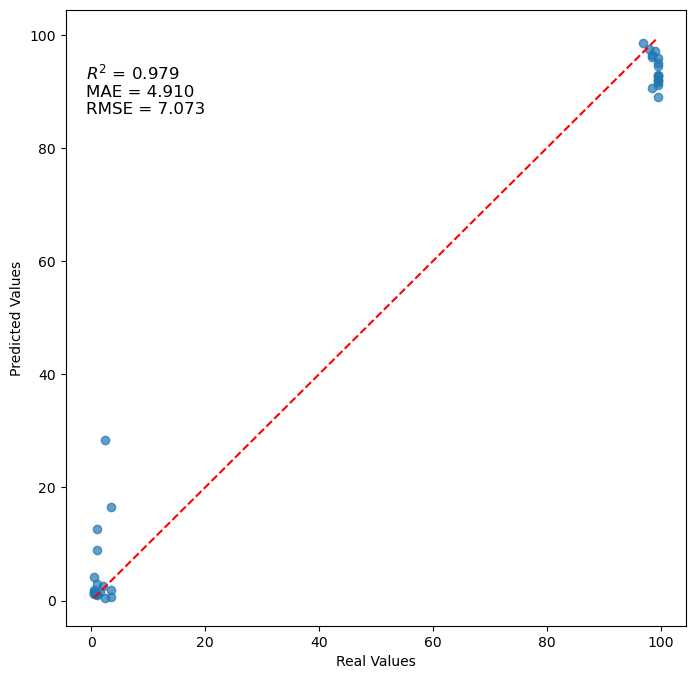 100
R² = 0.979
MAE = 4.910
RMSE = 7.073
80
60
40
20
0
Predicted Values
0 20 40 60 80 100
Real Values